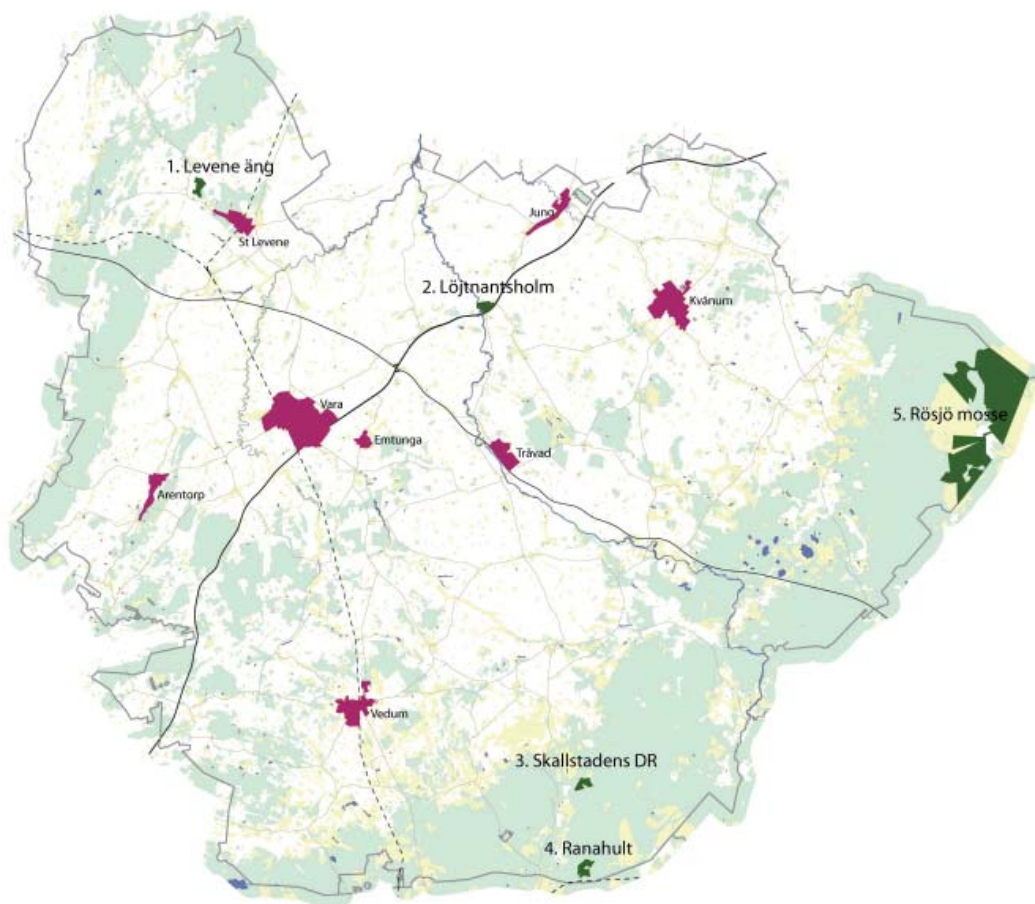 1. Levene äng
St Levene
Jung
2. Löjtnantsholm
Kvänum
Vara
5. Rösjö mosse
Emtunga
Tråvad
Arentorp
Vedum
3. Skallstadens DR
4. Ranahult